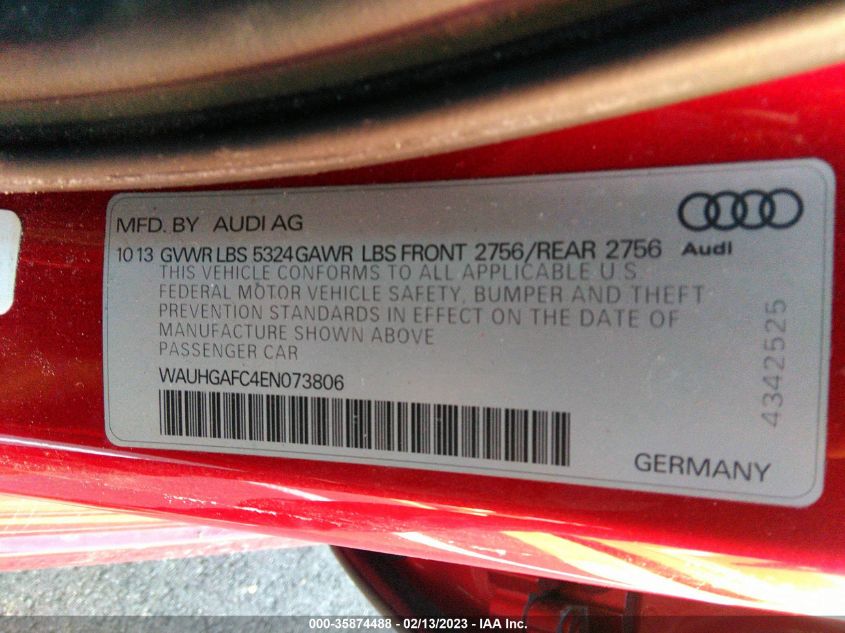 MFD. BY AUDI AG
10 13 GVWR LBS 5324 GAWR LBS FRONT 2756/REAR 2756
Audi
THIS VEHICLE CONFORMS TO ALL APPLICABLE U.S.
FEDERAL MOTOR VEHICLE SAFETY, BUMPER AND THEFT
PREVENTION STANDARDS IN EFFECT ON THE DATE OF
MANUFACTURE SHOWN ABOVE
PASSENGER CAR
WAUHGAFC4EN073806
4342525
GERMANY
000-35874488 - 02/13/2023 - IAA Inc.